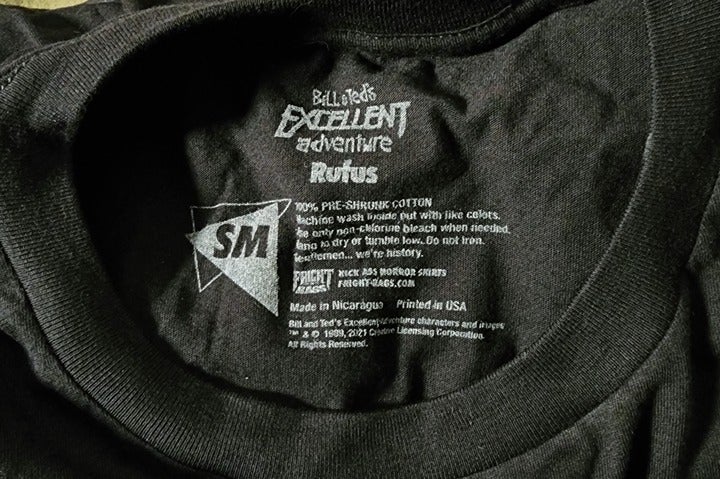 Bill & Ted's
EXCELLENT
adventure
Rufus
SM
100% PRE-SHRUNK COTTON
Machine wash inside out with like colors.
Use only non-chlorine bleach when needed.
Hang to dry or tumble low. Do not iron.
Gentlemen... we're history.
FRIGHT
RAGS
KICK ASS HORROR SHIRTS
FRIGHT-RAGS.COM
Made in Nicaragua Printed in USA
Bill and Ted's Excellent Adventure characters and images
™ & © 1989, 2021 Creative Licensing Corporation.
All Rights Reserved.